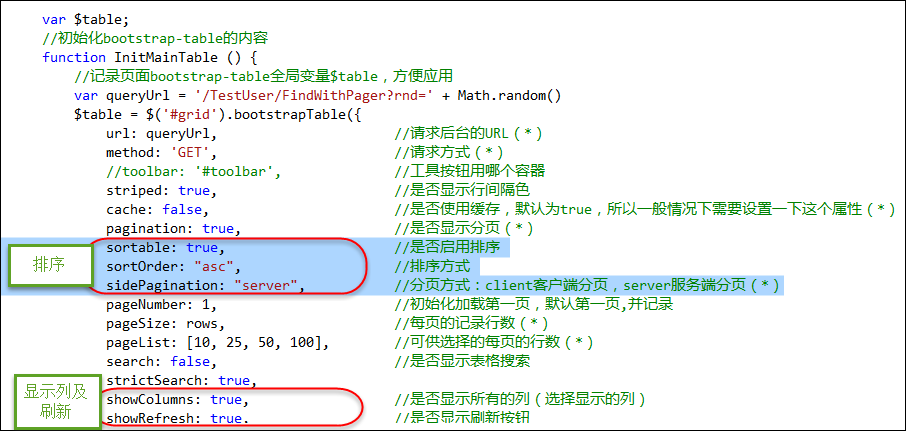 var $table;
//初始化bootstrap-table的内容
function InitMainTable () {
//记录页面bootstrap-table全局变量$table，方便应用
var queryUrl = '/TestUser/FindWithPager?rnd=' + Math.random()
$table = $('#grid').bootstrapTable({
url: queryUrl, //请求后台的URL（*）
method: 'GET', //请求方式（*）
//toolbar: '#toolbar', //工具按钮用哪个容器
striped: true, //是否显示行间隔色
cache: false, //是否使用缓存，默认为true，所以一般情况下需要设置一下这个属性（*）
pagination: true, //是否显示分页（*）
sortable: true, //是否启用排序
排序
sortOrder: "asc", //排序方式
sidePagination: "server", //分页方式：client客户端分页，server服务端分页（*）
pageNumber: 1, //初始化加载第一页，默认第一页,并记录
pageSize: rows, //每页的记录行数（*）
pageList: [10, 25, 50, 100], //可供选择的每页的行数（*）
search: false, //是否显示表格搜索
strictSearch: true,
显示列及
刷新
showColumns: true, //是否显示所有的列（选择显示的列）
showRefresh: true, //是否显示刷新按钮